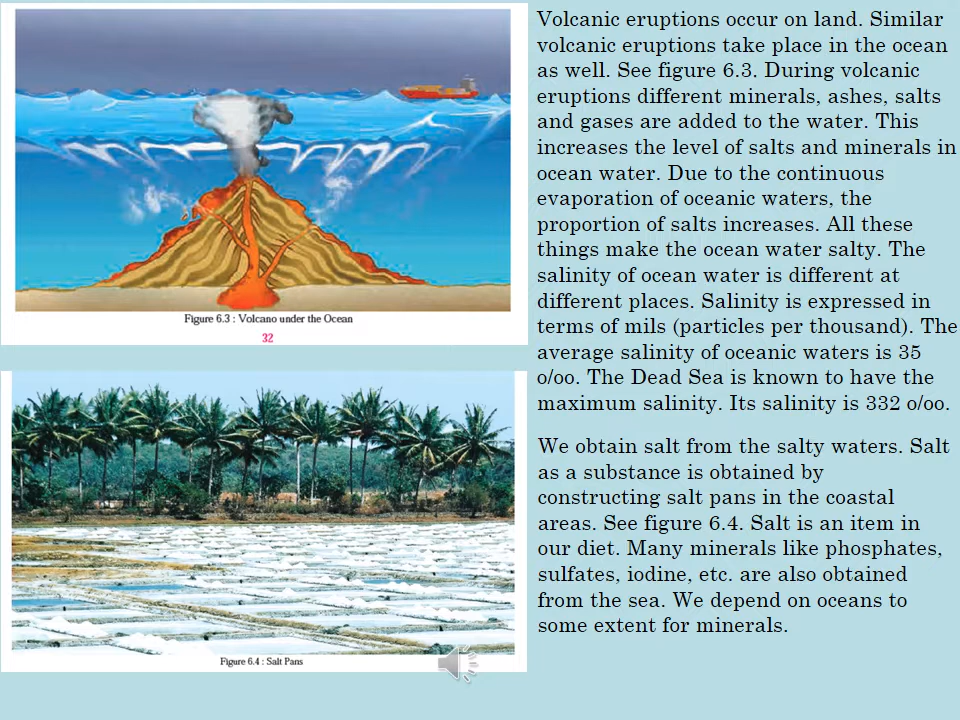 Volcanic eruptions occur on land. Similar
volcanic eruptions take place in the ocean
as well. See figure 6.3. During volcanic
eruptions different minerals, ashes, salts
and gases are added to the water. This
increases the level of salts and minerals in
ocean water. Due to the continuous
evaporation of oceanic waters, the
proportion of salts increases. All these
things make the ocean water salty. The
salinity of ocean water is different at
different places. Salinity is expressed in
terms of mils (particles per thousand). The
average salinity of oceanic waters is 35
o/oo. The Dead Sea is known to have the
maximum salinity. Its salinity is 332 o/oo.
We obtain salt from the salty waters. Salt
as a substance is obtained by
constructing salt pans in the coastal
areas. See figure 6.4. Salt is an item in
our diet. Many minerals like phosphates,
sulfates, iodine, etc. are also obtained
from the sea. We depend on oceans to
some extent for minerals.
Figure 6.3 : Volcano under the Ocean
32
Figure 6.4 : Salt Pans